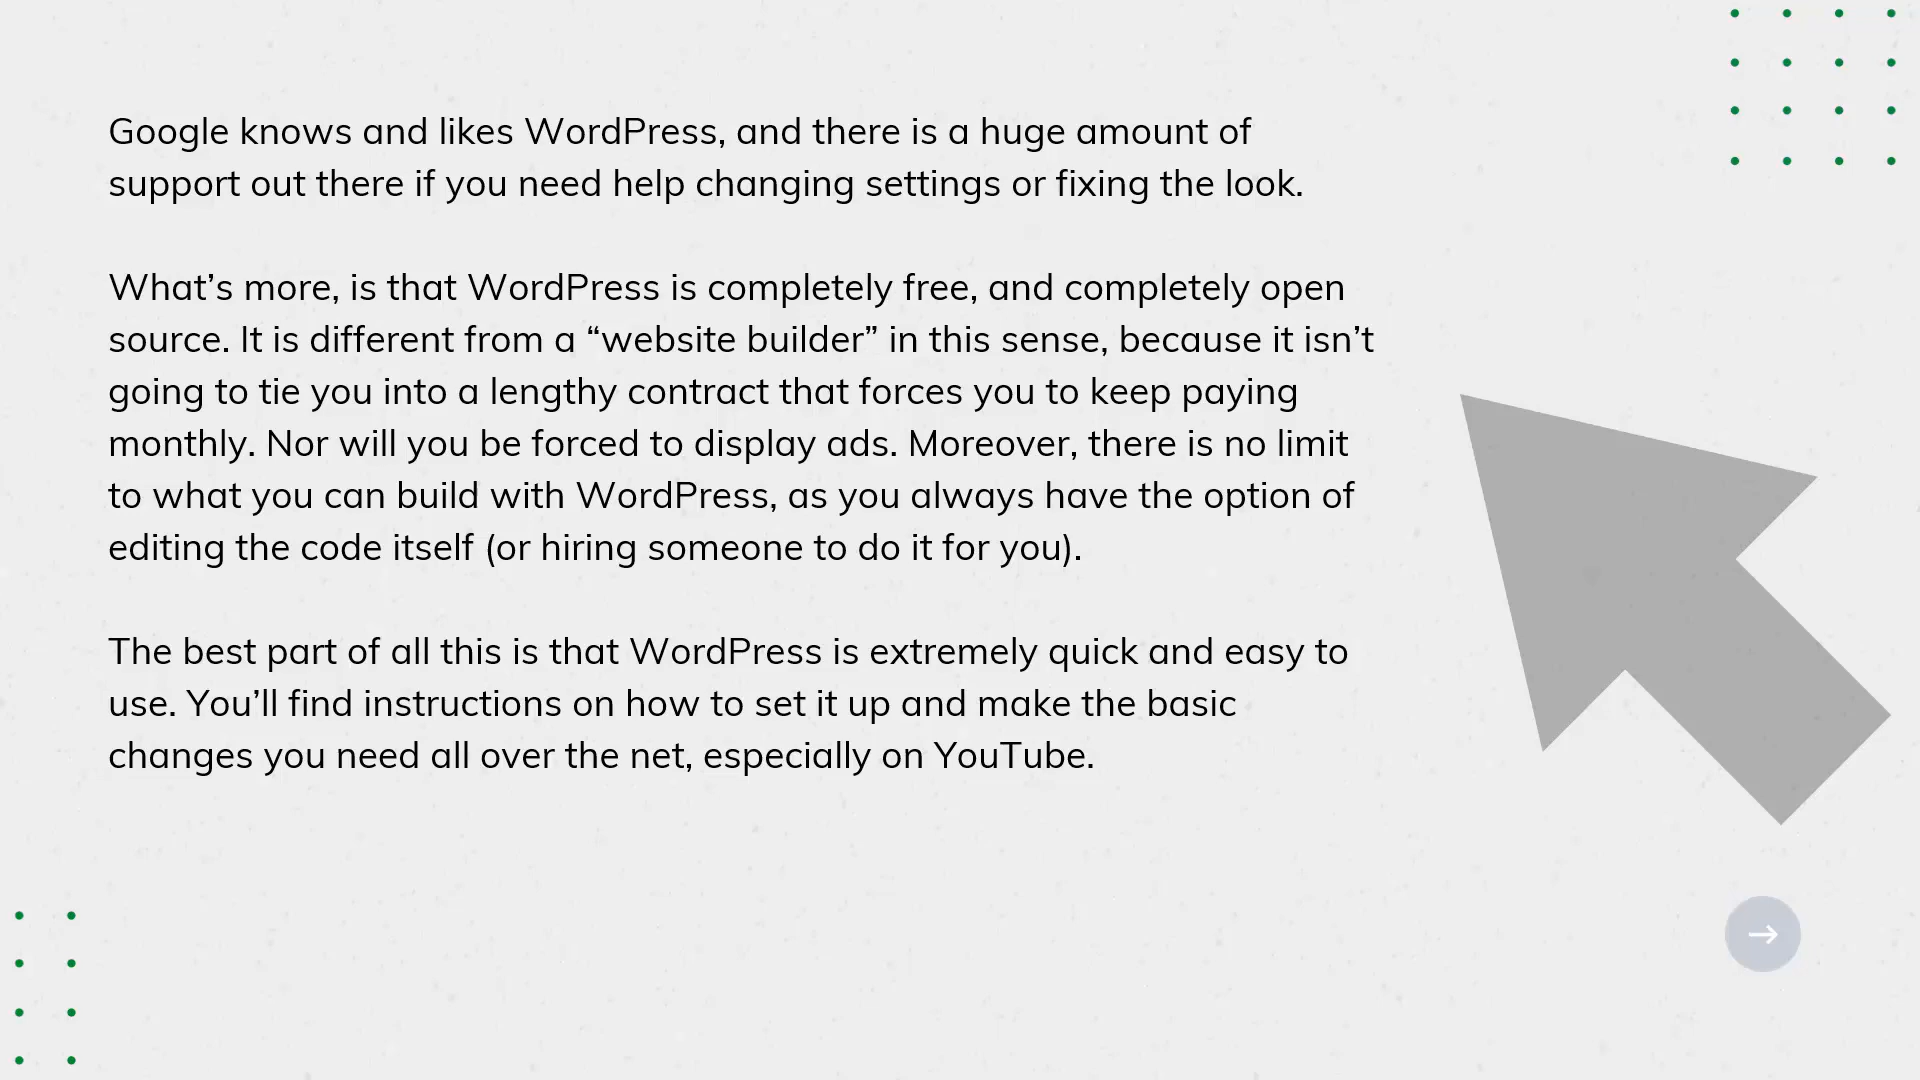 Google knows and likes WordPress, and there is a huge amount of
support out there if you need help changing settings or fixing the look.
What’s more, is that WordPress is completely free, and completely open
source. It is different from a “website builder” in this sense, because it isn’t
going to tie you into a lengthy contract that forces you to keep paying
monthly. Nor will you be forced to display ads. Moreover, there is no limit
to what you can build with WordPress, as you always have the option of
editing the code itself (or hiring someone to do it for you).
The best part of all this is that WordPress is extremely quick and easy to
use. You’ll find instructions on how to set it up and make the basic
changes you need all over the net, especially on YouTube.